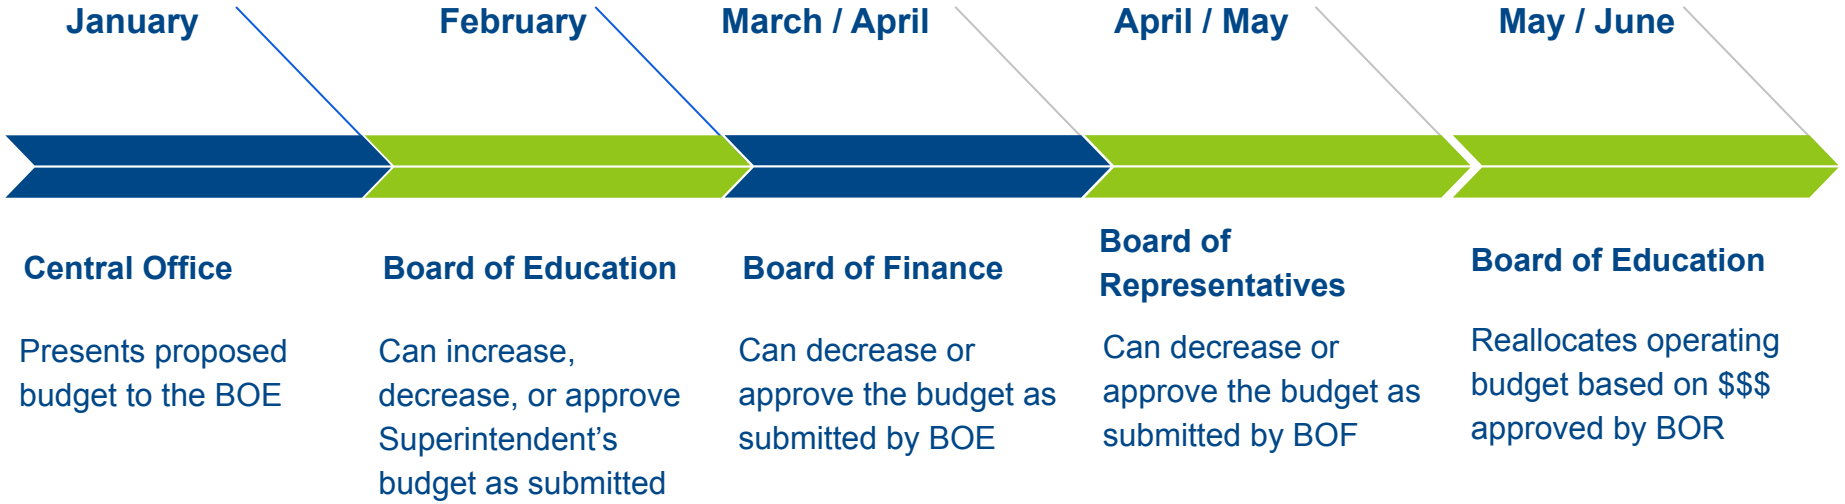 January
February
March / April
April / May
May / June
Central Office
Presents proposed
budget to the BOE
Board of Education
Can increase,
decrease, or approve
Superintendent’s
budget as submitted
Board of Finance
Can decrease or
approve the budget as
submitted by BOE
Board of
Representatives
Can decrease or
approve the budget as
submitted by BOF
Board of Education
Reallocates operating
budget based on $$$
approved by BOR